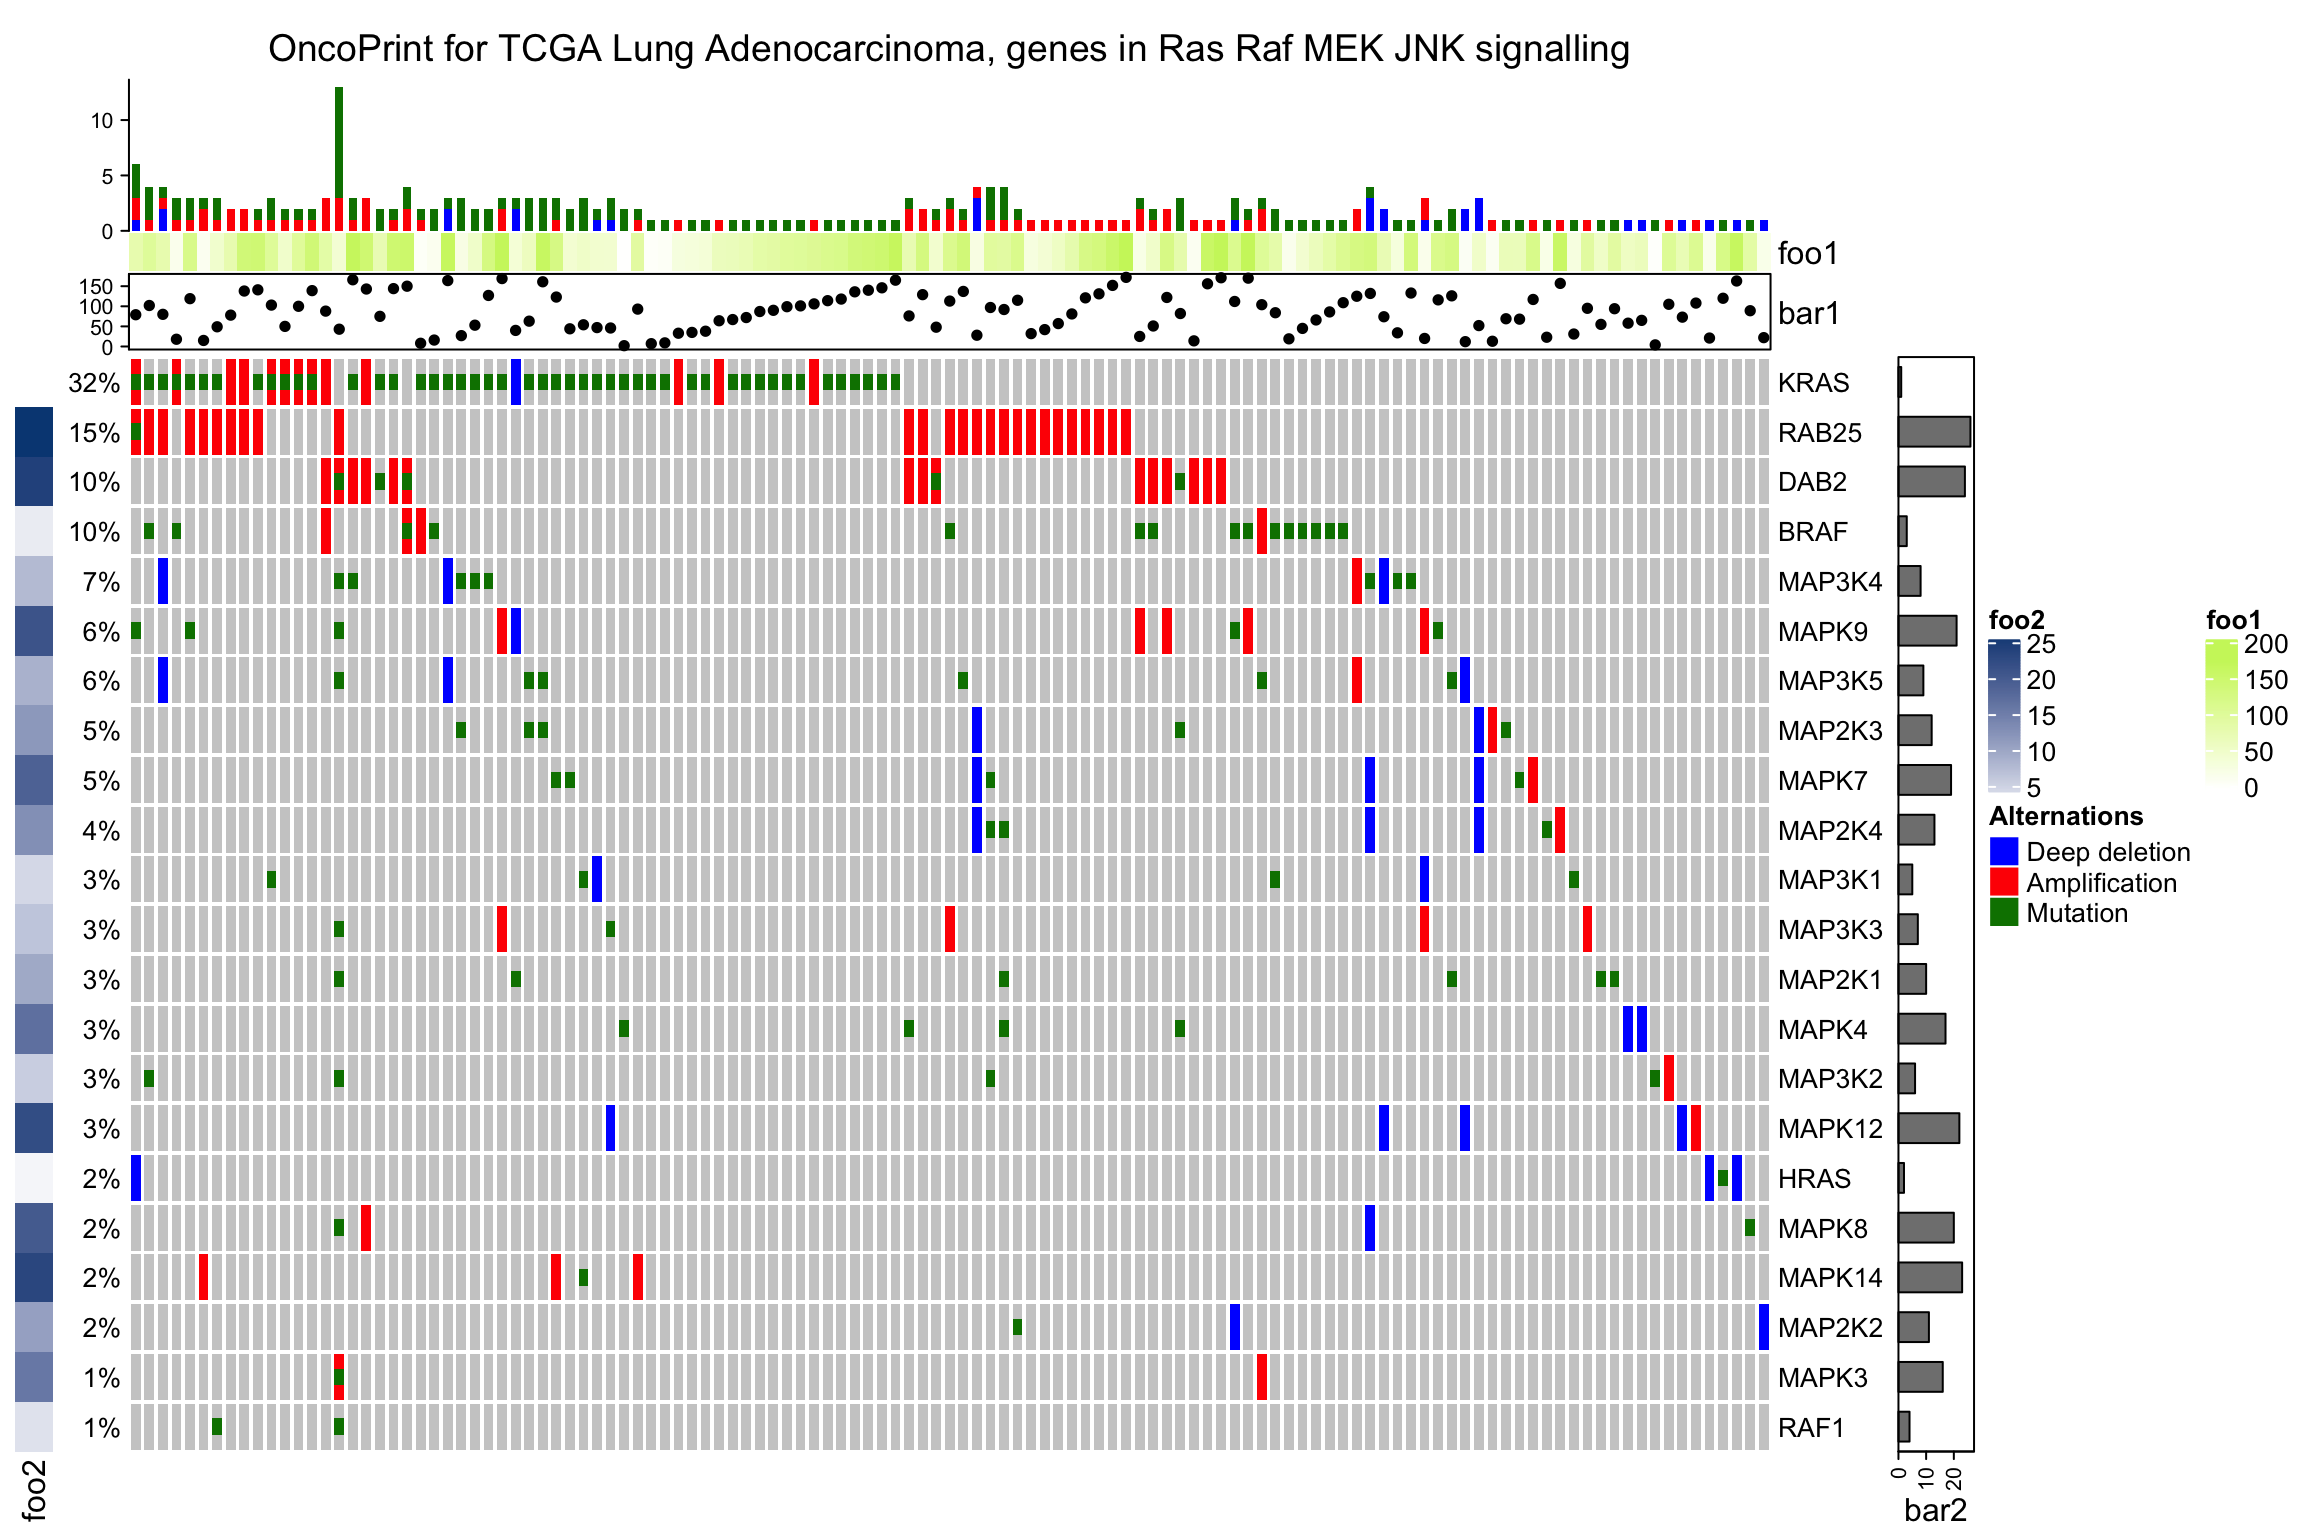 OncoPrint for TCGA Lung Adenocarcinoma, genes in Ras Raf MEK JNK signalling
10
5
0
foo1
150
100
50
0
bar1
32% KRAS
15% RAB25
10% DAB2
10% BRAF
7% MAP3K4
6% MAPK9
6% MAP3K5
5% MAP2K3
5% MAPK7
4% MAP2K4
3% MAP3K1
3% MAP3K3
3% MAP2K1
3% MAPK4
3% MAP3K2
3% MAPK12
2% HRAS
2% MAPK8
2% MAPK14
2% MAP2K2
1% MAPK3
1% RAF1
foo2
0 10 20
bar2
foo2
25
20
15
10
5
foo1
200
150
100
50
0
Alternations
Deep deletion
Amplification
Mutation